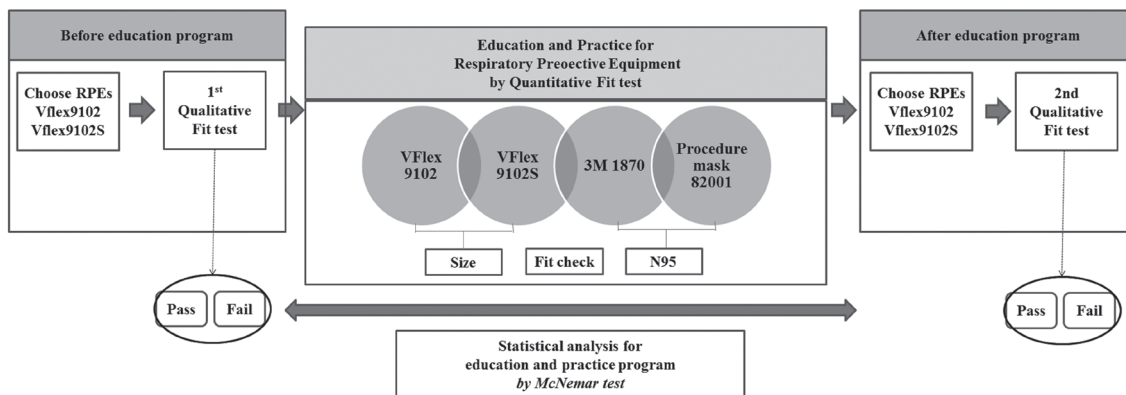 Before education program
Choose RPEs
Vflex9102
Vflex9102S
1st
Qualitative
Fit test
Pass
Fail
Education and Practice for
Respiratory Preoective Equipment
by Quantitative Fit test
VFlex
9102
VFlex
9102S
3M 1870
Procedure
mask
82001
Size
Fit check
N95
Statistical analysis for
education and practice program
by McNemar test
After education program
Choose RPEs
Vflex9102
Vflex9102S
2nd
Qualitative
Fit test
Pass
Fail